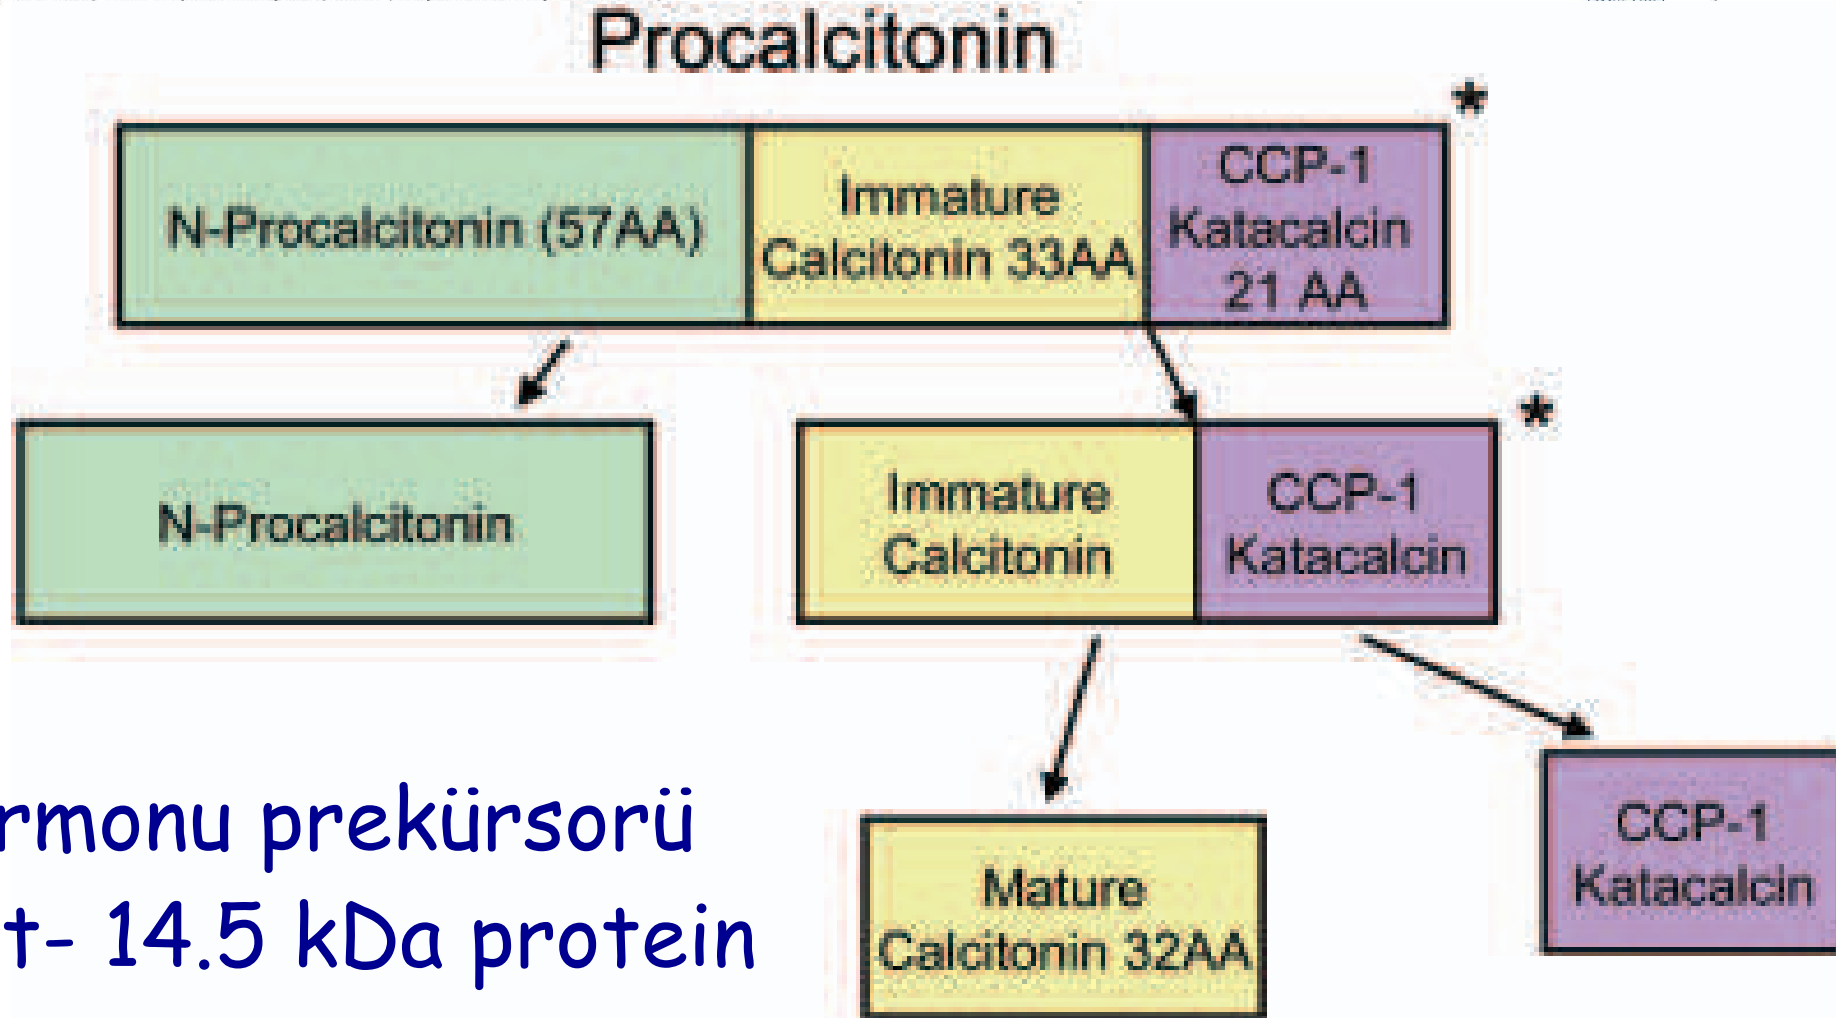 Procalcitonin
*
N-Procalcitonin (57AA)
Immature
Calcitonin 33AA
CCP-1
Katacalcin
21 AA
*
N-Procalcitonin
Immature
Calcitonin
CCP-1
Katacalcin
rmonu prekürsorü
t- 14.5 kDa protein
Mature
Calcitonin 32AA
CCP-1
Katacalcin